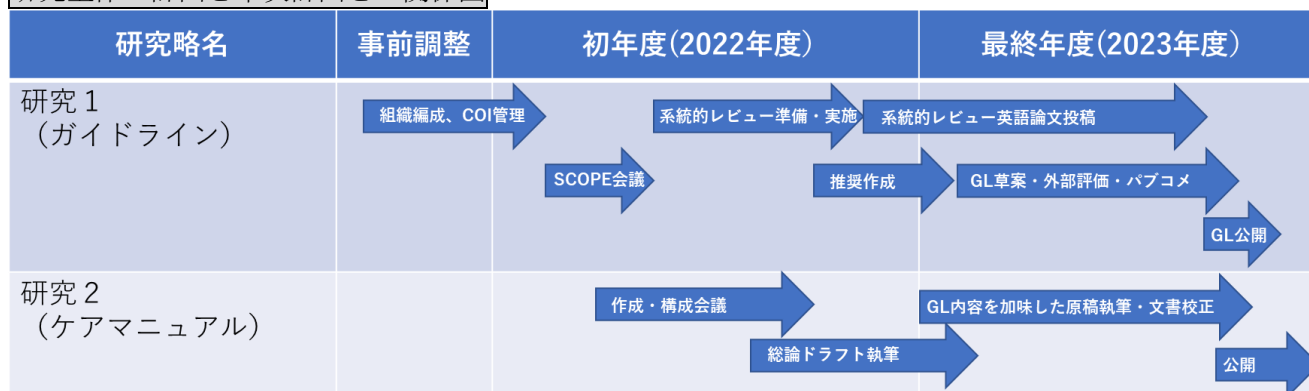 研究略名 事前調整 初年度(2022年度) 最終年度(2023年度)
研究１
（ガイドライン）
組織編成、COI管理
系統的レビュー準備・実施
系統的レビュー英語論文投稿
SCOPE会議
推奨作成
GL草案・外部評価・パブコメ
GL公開
研究２
（ケアマニュアル）
作成・構成会議
GL内容を加味した原稿執筆・文書校正
総論ドラフト執筆
公開